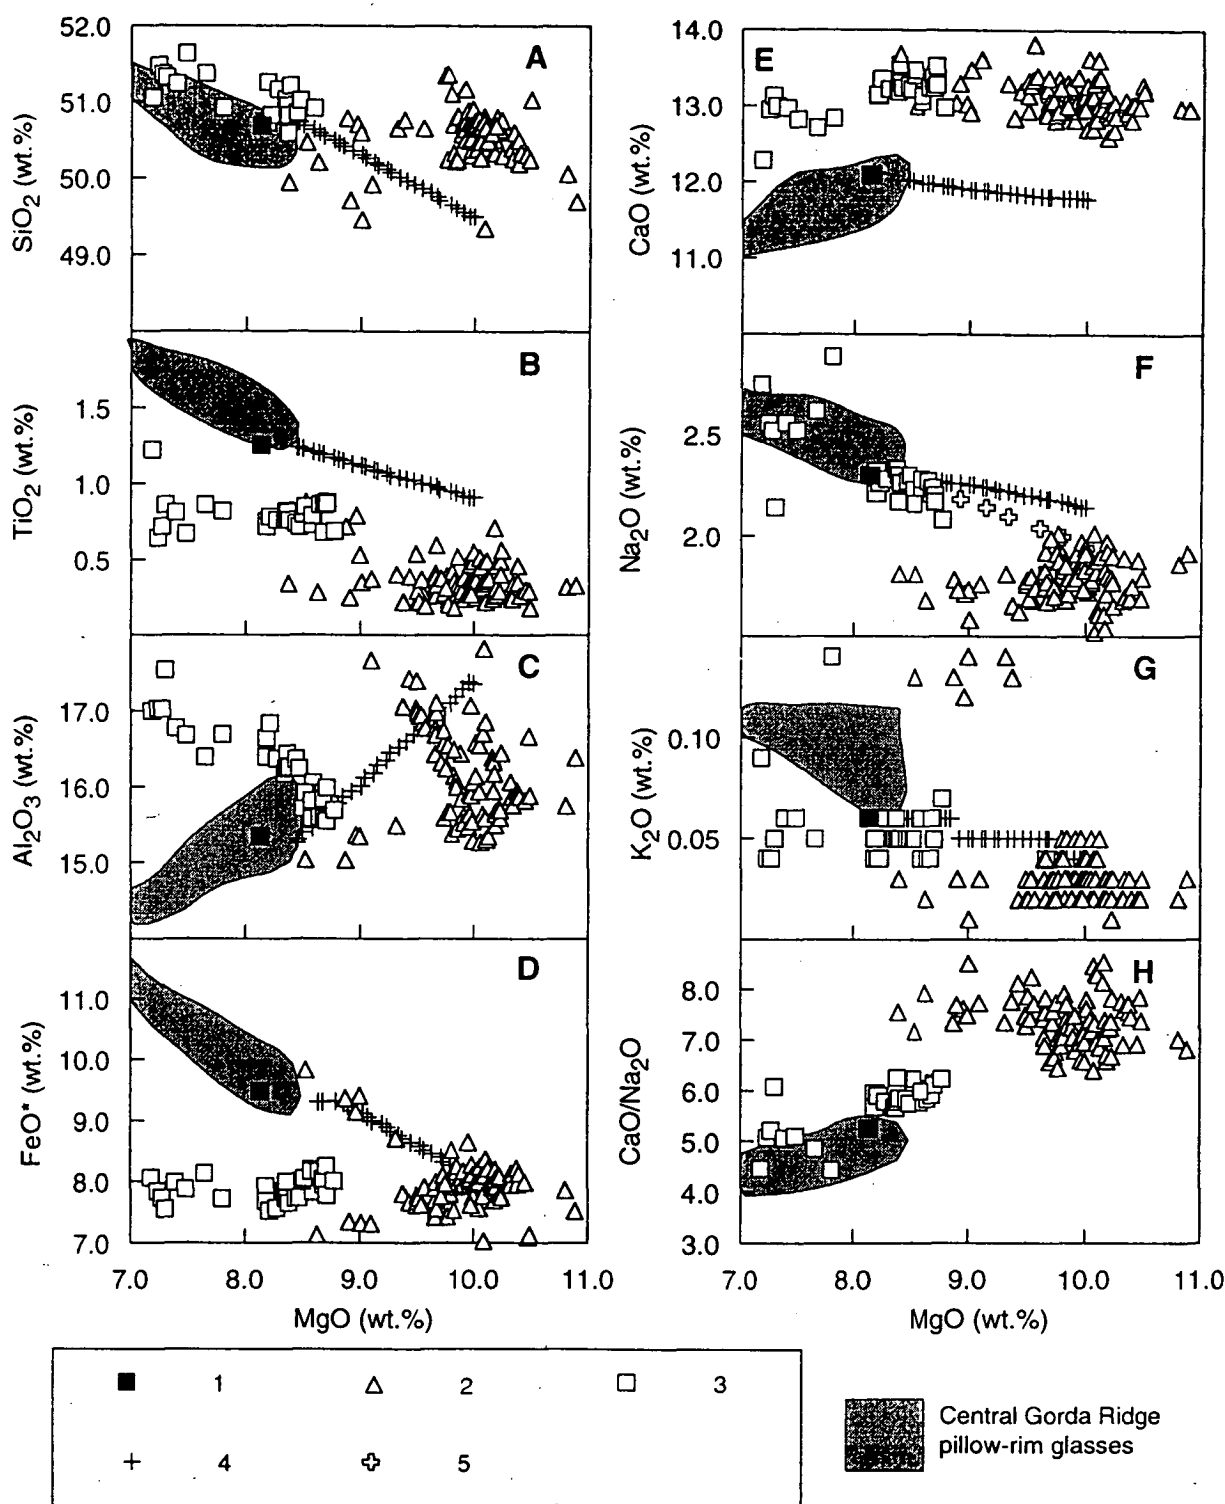 52.0
51.0
50.0
49.0
SiO2 (wt.%)
A
1.5
1.0
0.5
TiO2 (wt.%)
B
17.0
16.0
15.0
Al2O3 (wt.%)
C
11.0
10.0
9.0
8.0
7.0
FeO* (wt.%)
D
7.0 8.0 9.0 10.0 11.0
MgO (wt.%)
14.0
13.0
12.0
11.0
CaO (wt.%)
E
2.5
2.0
Na2O (wt.%)
F
0.10
0.05
K2O (wt.%)
G
8.0
7.0
6.0
5.0
4.0
3.0
CaO/Na2O
H
7.0 8.0 9.0 10.0 11.0
MgO (wt.%)
1 2 3
4 5
Central Gorda Ridge
pillow-rim glasses